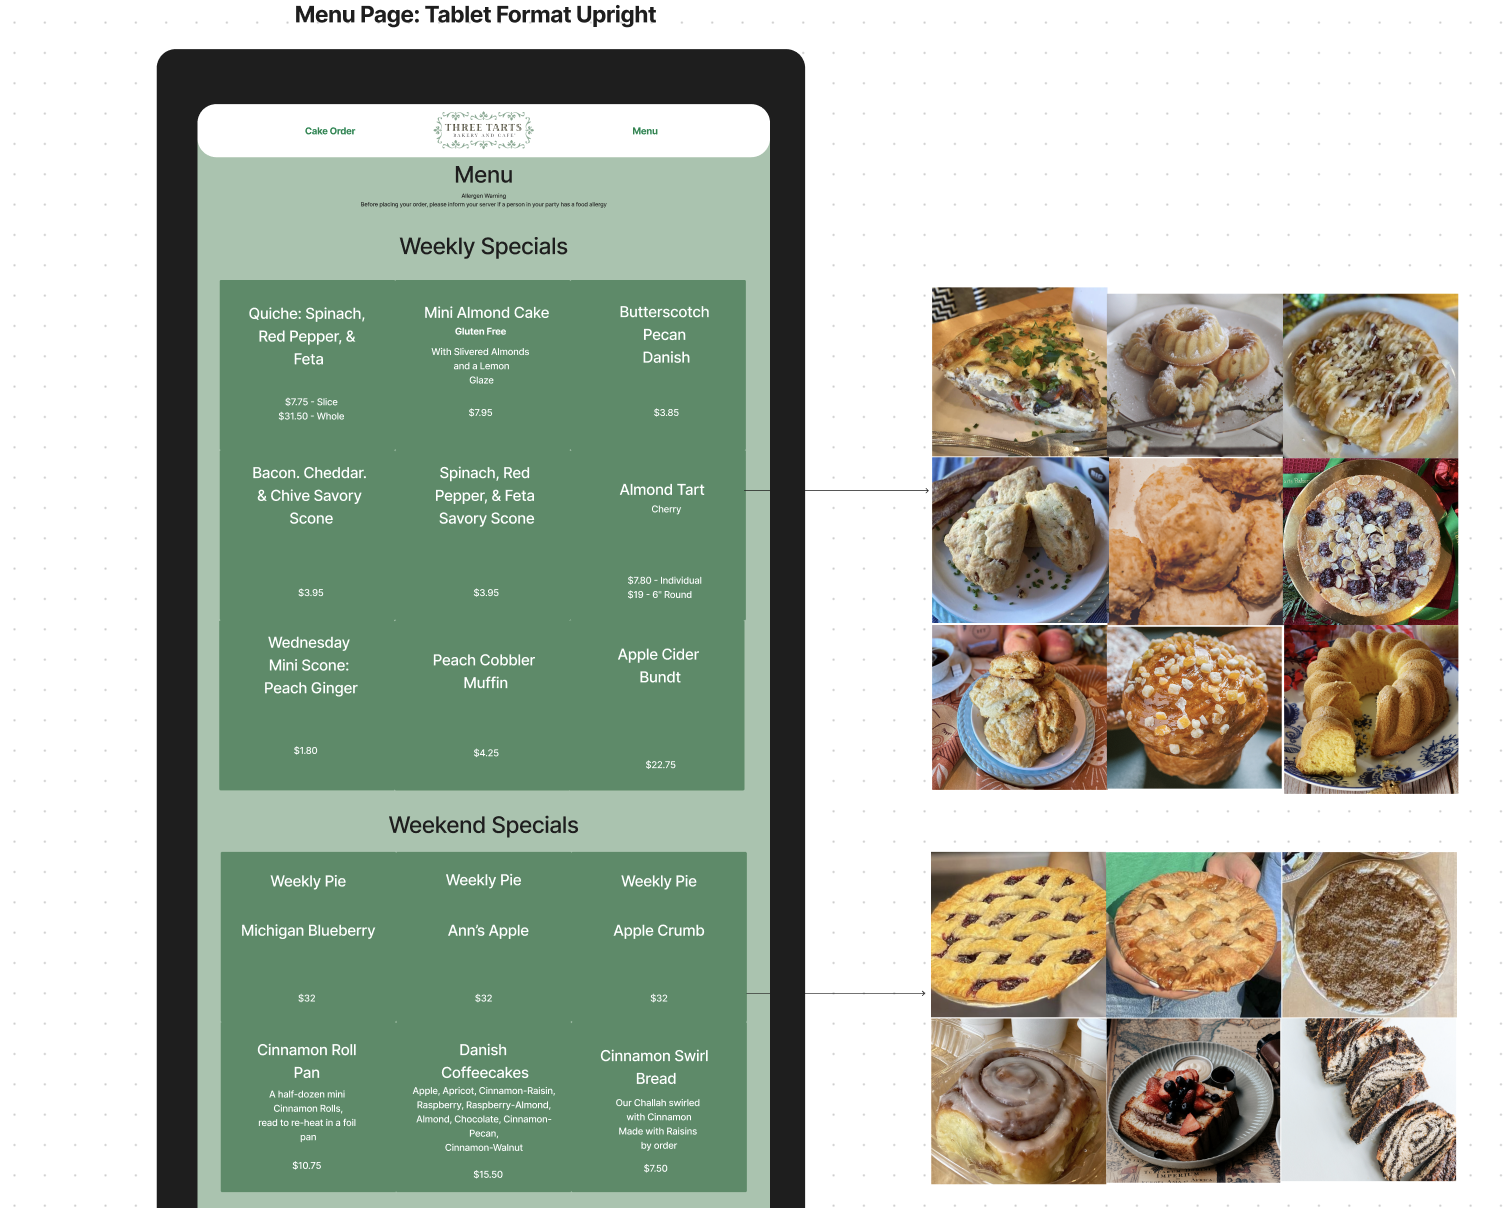 Menu Page: Tablet Format Upright
Cake Order
THREE TARTS
BAKERY AND CAFE
Menu
Menu
Allergen Warning
Before placing your order, please inform your server if a person in your party has a food allergy
Weekly Specials
Quiche: Spinach,
Red Pepper, &
Feta
$7.75 - Slice
$31.50 - Whole
Mini Almond Cake
Gluten Free
With Slivered Almonds
and a Lemon
Glaze
$7.95
Butterscotch
Pecan
Danish
$3.85
Bacon. Cheddar.
& Chive Savory
Scone
$3.95
Spinach, Red
Pepper, & Feta
Savory Scone
$3.95
Almond Tart
Cherry
$7.80 - Individual
$19 - 6" Round
Wednesday
Mini Scone:
Peach Ginger
$1.80
Peach Cobbler
Muffin
$4.25
Apple Cider
Bundt
$22.75
Weekend Specials
Weekly Pie
Michigan Blueberry
$32
Weekly Pie
Ann's Apple
$32
Weekly Pie
Apple Crumb
$32
Cinnamon Roll
Pan
A half-dozen mini
Cinnamon Rolls,
read to re-heat in a foil
pan
$10.75
Danish
Coffeecakes
Apple, Apricot, Cinnamon-Raisin,
Raspberry, Raspberry-Almond,
Almond, Chocolate, Cinnamon-
Pecan,
Cinnamon-Walnut
$15.50
Cinnamon Swirl
Bread
Our Challah swirled
with Cinnamon
Made with Raisins
by order
$7.50